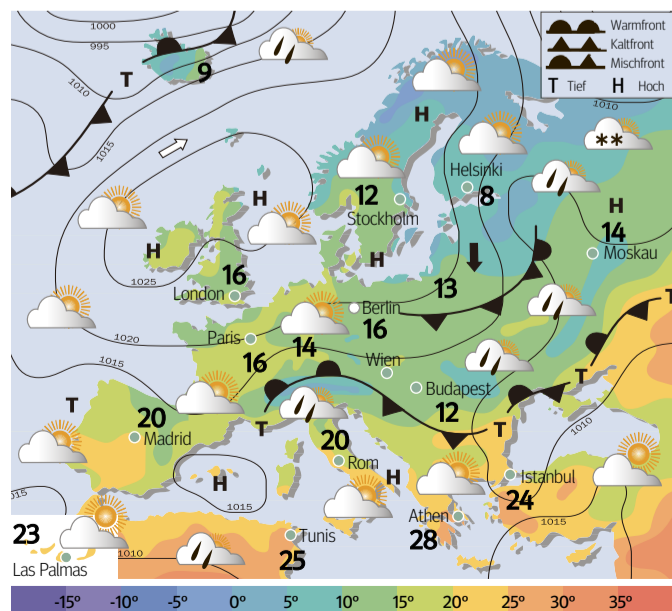 1000
995
1010
1015
T
9
Warmfront
Kaltfront
Mischfront
T Tief H Hoch
1010
H
**
Helsinki
8
12
Stockholm
H
H
14
Moskau
H
H
1025
16
London
13
Berlin
16
1020
Paris
16
14
1015
Wien
Budapest
12
T
T
T
T
T
20
Madrid
20
Rom
H
H
1015
1010
Istanbul
24
Athen
28
1015
015
23
Las Palmas
1010
Tunis
25
-15° -10° -5° 0° 5° 10° 15° 20° 25° 30° 35°